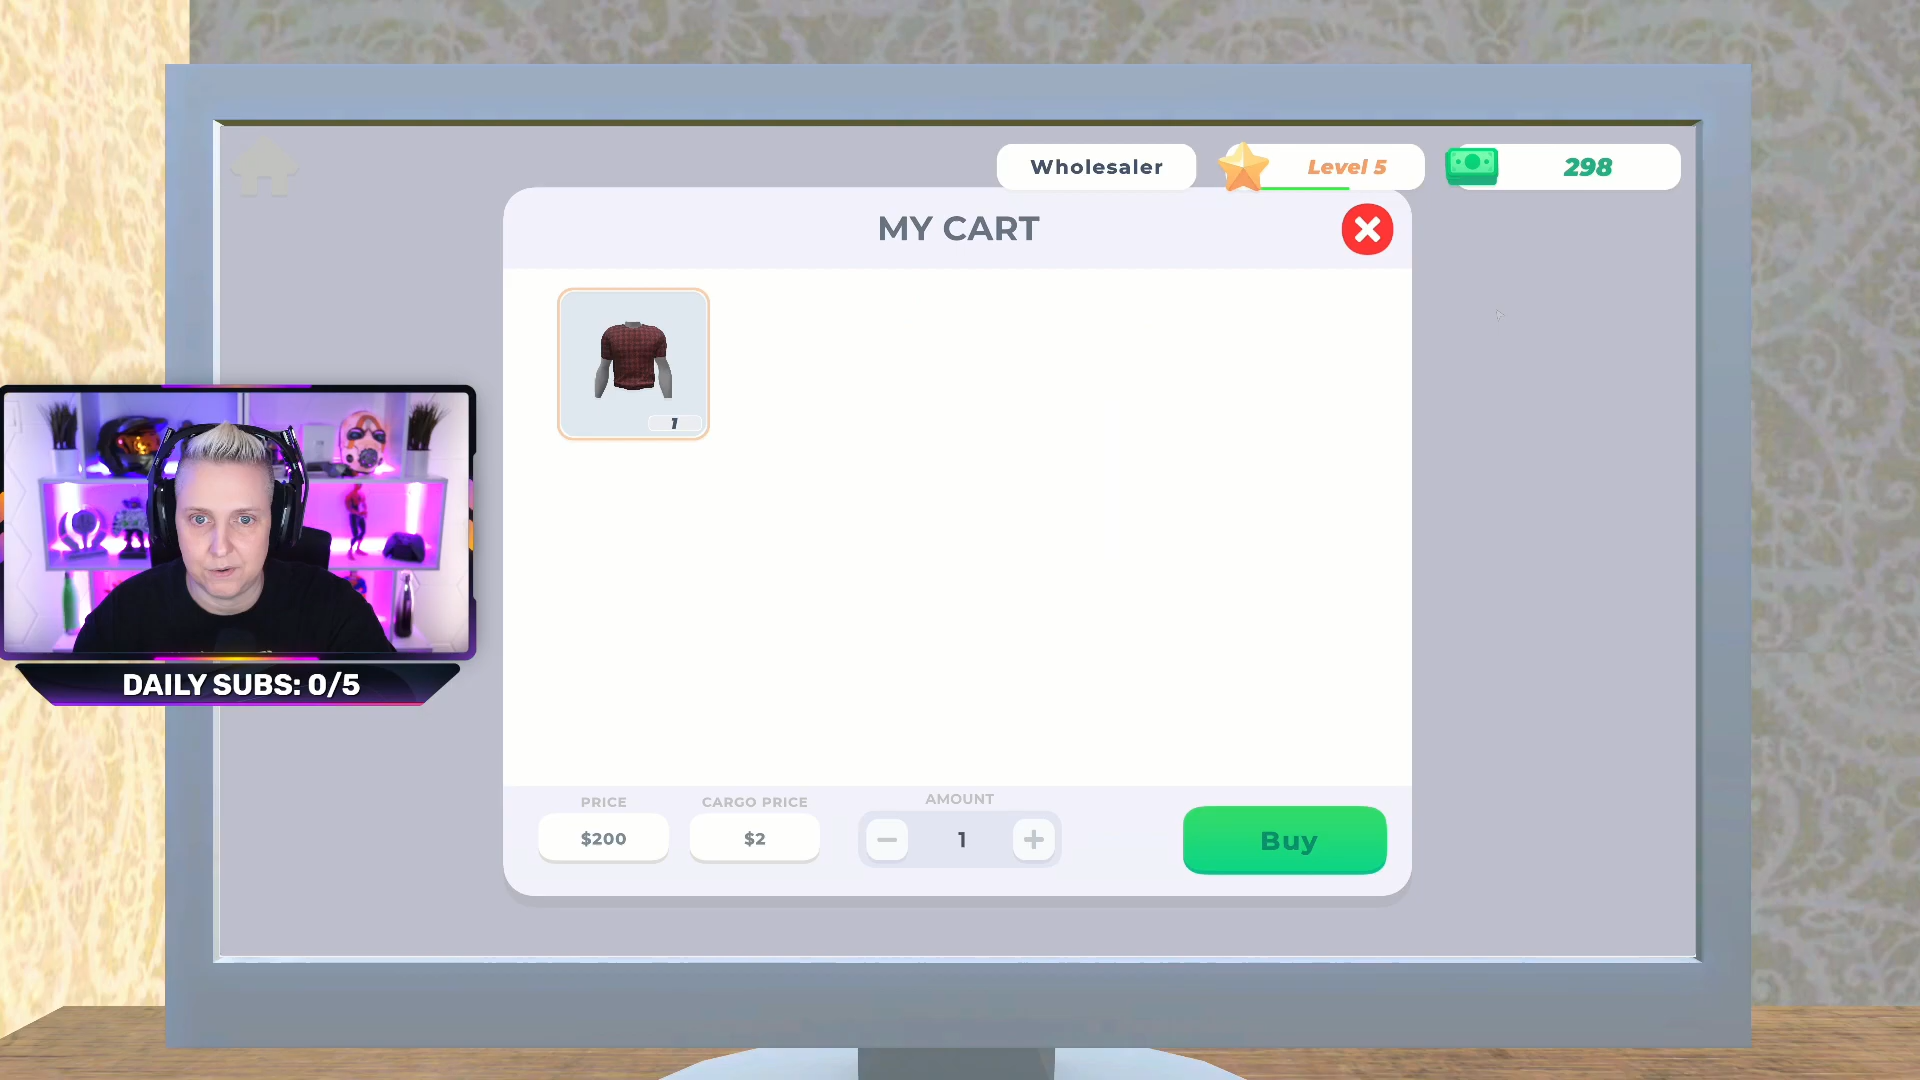 Wholesaler
Level 5
298
MY CART
1
DAILY SUBS: 0/5
PRICE
CARGO PRICE
AMOUNT
$200
$2
1
Buy